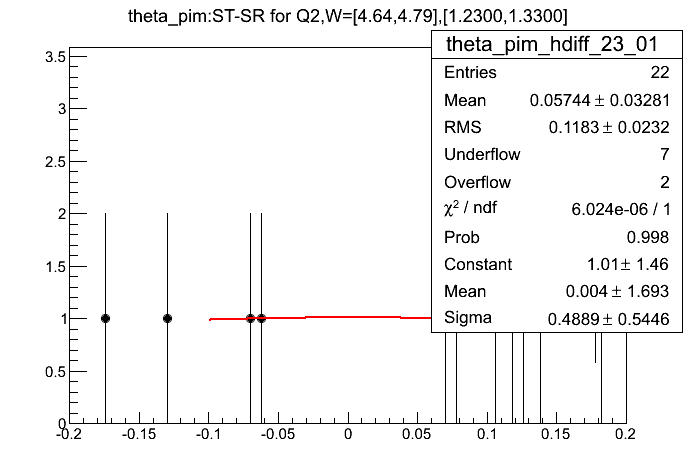 theta_pim:ST-SR for Q2,W=[4.64,4.79],[1.2300,1.3300]
theta_pim_hdiff_23_01
Entries 22
Mean 0.05744 ± 0.03281
RMS 0.1183 ± 0.0232
Underflow 7
Overflow 2
χ² / ndf 6.024e-06 / 1
Prob 0.998
Constant 1.01 ± 1.46
Mean 0.004 ± 1.693
Sigma 0.4889 ± 0.5446
3.5
3
2.5
2
1.5
1
0.5
0
-0.2 -0.15 -0.1 -0.05 0 0.05 0.1 0.15 0.2